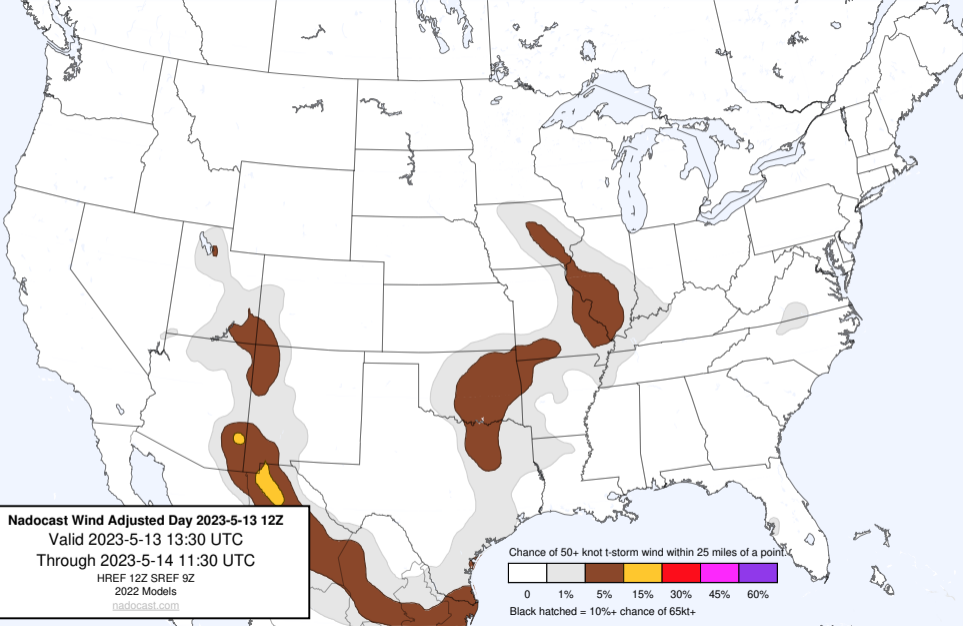 Nadocast Wind Adjusted Day 2023-5-13 12Z
Valid 2023-5-13 13:30 UTC
Through 2023-5-14 11:30 UTC
HREF 12Z SREF 9Z
2022 Models
nadocast.com
Chance of 50+ knot t-storm wind within 25 miles of a point.
0 1% 5% 15% 30% 45% 60%
Black hatched = 10%+ chance of 65kt+